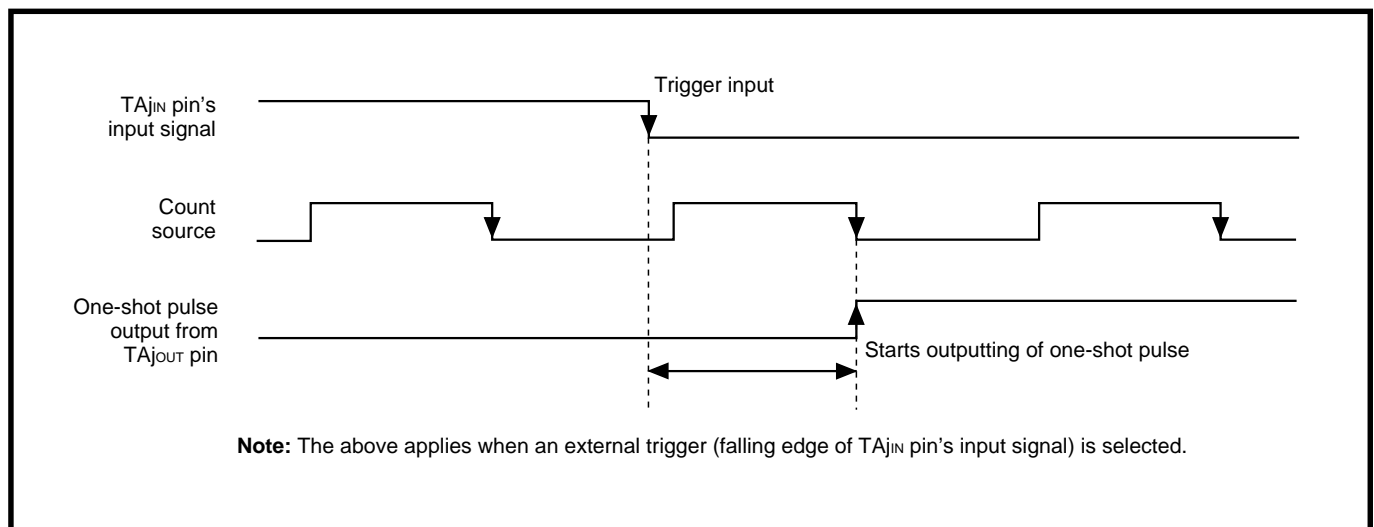 Trigger input
TAjIN pin's
input signal
Count
source
One-shot pulse
output from
TAjOUT pin
Starts outputting of one-shot pulse
Note: The above applies when an external trigger (falling edge of TAjIN pin's input signal) is selected.